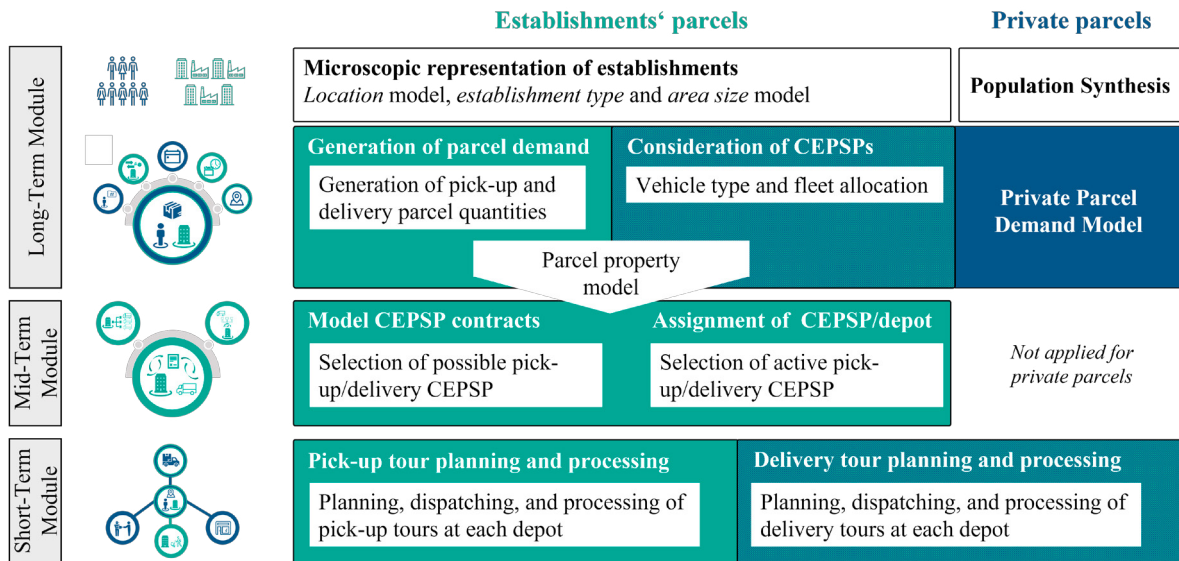 Establishments‘ parcels
Private parcels
Long-Term Module
Microscopic representation of establishments
Location model, establishment type and area size model
Population Synthesis
Generation of parcel demand
Generation of pick-up and
delivery parcel quantities
Consideration of CEPSPs
Vehicle type and fleet allocation
Private Parcel
Demand Model
Parcel property
model
Mid-Term
Module
Model CEPSP contracts
Selection of possible pick-
up/delivery CEPSP
Assignment of CEPSP/depot
Selection of active pick-
up/delivery CEPSP
Not applied for
private parcels
Short-Term
Module
Pick-up tour planning and processing
Planning, dispatching, and processing of
pick-up tours at each depot
Delivery tour planning and processing
Planning, dispatching, and processing of
delivery tours at each depot